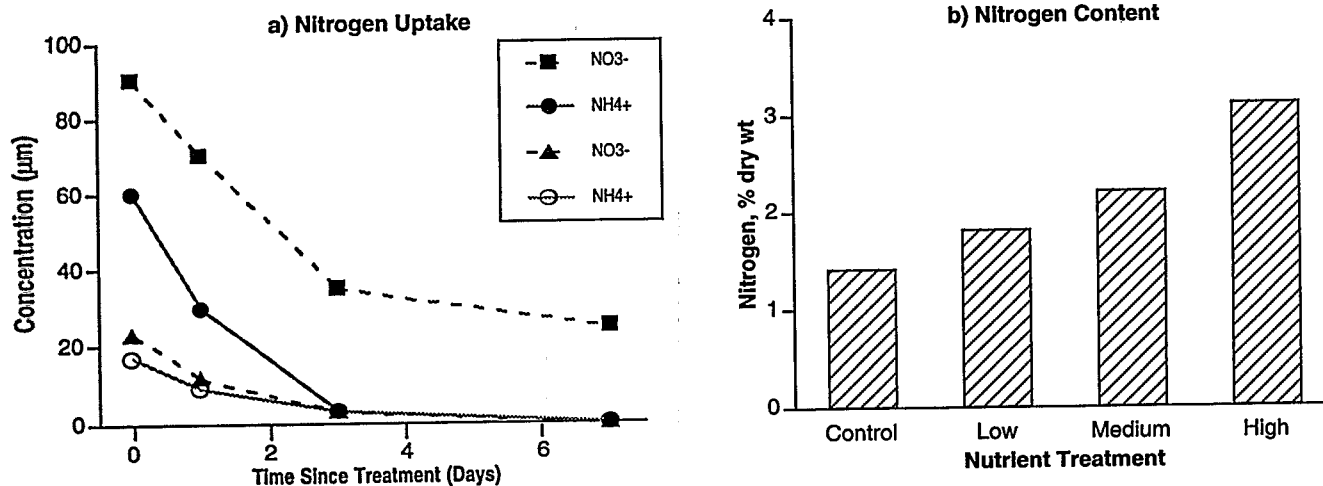 a) Nitrogen Uptake
100
80
60
40
20
0
Concentration (µm)
0 2 4 6
Time Since Treatment (Days)
NO3-
NH4+
NO3-
NH4+
b) Nitrogen Content
4
3
2
1
0
Nitrogen, % dry wt
Control Low Medium High
Nutrient Treatment